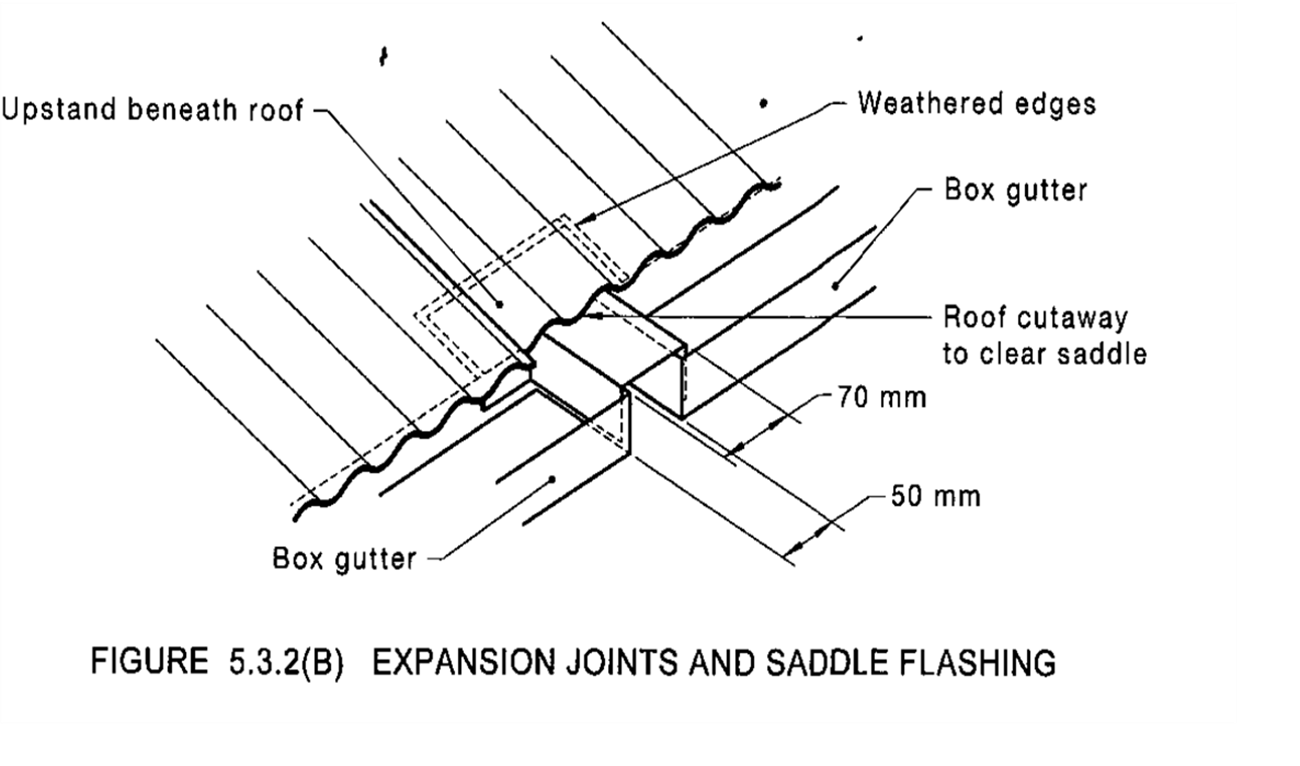 Upstand beneath roof
Weathered edges
Box gutter
Roof cutaway
to clear saddle
70 mm
50 mm
Box gutter
FIGURE 5.3.2(B) EXPANSION JOINTS AND SADDLE FLASHING